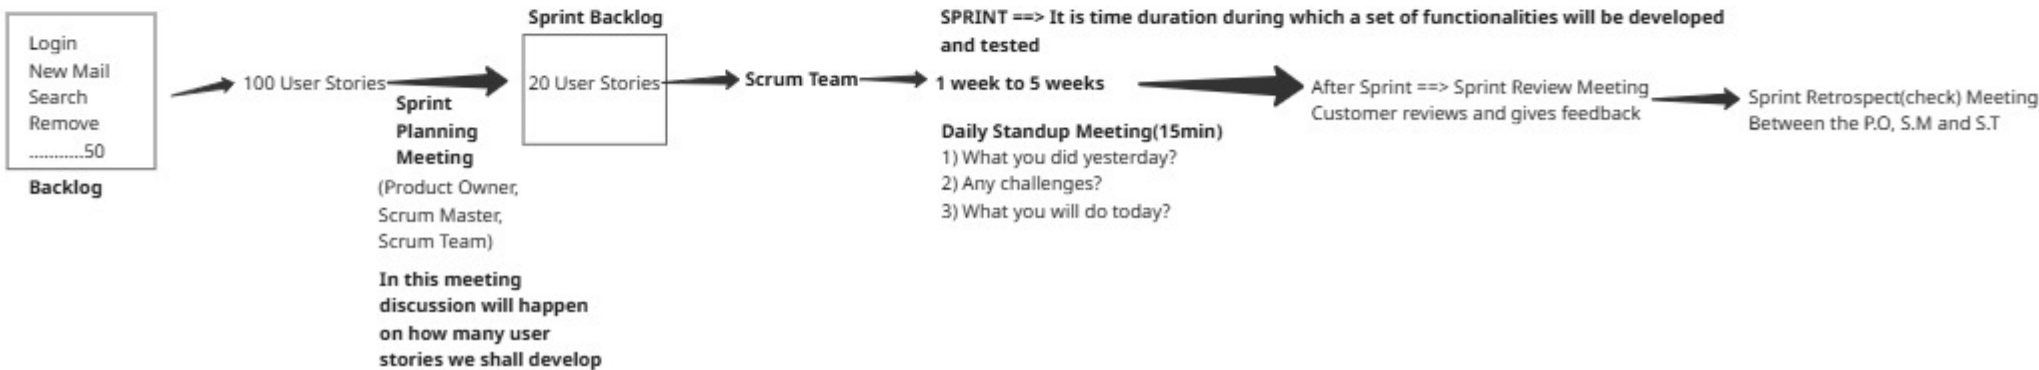 Login
New Mail
Search
Remove
...........50
Backlog
100 User Stories
Sprint
Planning
Meeting
(Product Owner,
Scrum Master,
Scrum Team)
In this meeting
discussion will happen
on how many user
stories we shall develop
Sprint Backlog
20 User Stories
Scrum Team
SPRINT ==> It is time duration during which a set of functionalities will be developed
and tested
1 week to 5 weeks
Daily Standup Meeting(15min)
1) What you did yesterday?
2) Any challenges?
3) What you will do today?
After Sprint ==> Sprint Review Meeting
Customer reviews and gives feedback
Sprint Retrospect(check) Meeting
Between the P.O, S.M and S.T